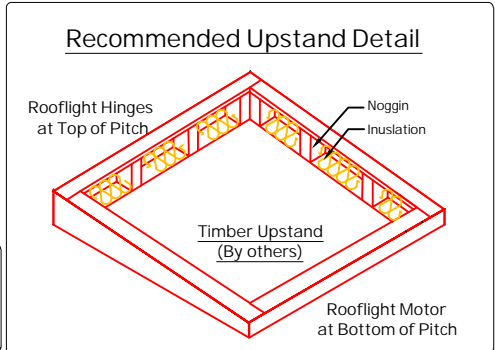 Recommended Upstand Detail
Rooflight Hinges
at Top of Pitch
Noggin
Inuslation
Timber Upstand
(By others)
Rooflight Motor
at Bottom of Pitch